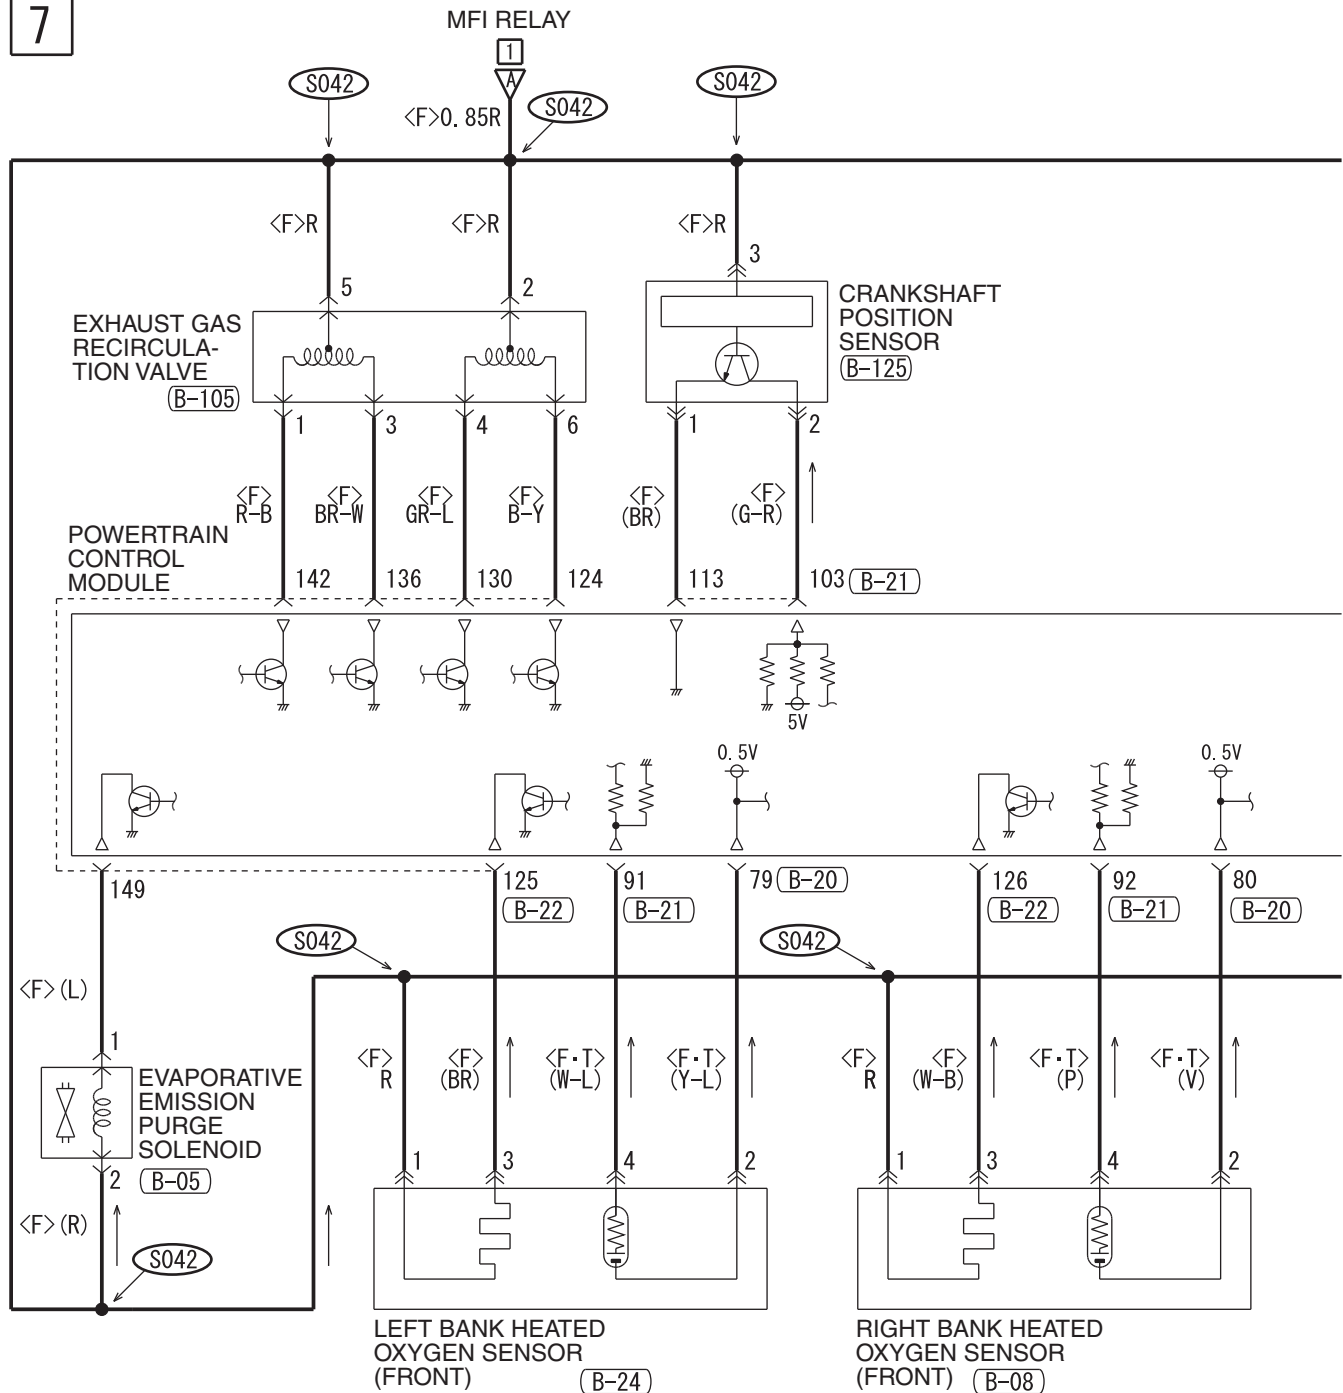 7
MFI RELAY
1
A
S042
S042
S042
<F>0.85R
<F>R
<F>R
<F>R
5
2
3
EXHAUST GAS
RECIRCULA-
TION VALVE
B-105
CRANKSHAFT
POSITION
SENSOR
B-125
1
3
4
6
1
2
<F>
R-B
<F>
BR-W
<F>
GR-L
<F>
B-Y
<F>
(BR)
<F>
(G-R)
POWERTRAIN
CONTROL
MODULE
142
136
130
124
113
103
B-21
5V
0.5V
0.5V
149
125
B-22
91
B-21
79
B-20
126
B-22
92
B-21
80
B-20
S042
S042
<F>(L)
1
<F>
R
<F>
(BR)
<F·T>
(W-L)
<F·T>
(Y-L)
<F>
R
<F>
(W-B)
<F·T>
(P)
<F·T>
(V)
EVAPORATIVE
EMISSION
PURGE
SOLENOID
B-05
2
1
3
4
2
1
3
4
2
<F>(R)
S042
LEFT BANK HEATED
OXYGEN SENSOR
(FRONT)
B-24
RIGHT BANK HEATED
OXYGEN SENSOR
(FRONT)
B-08